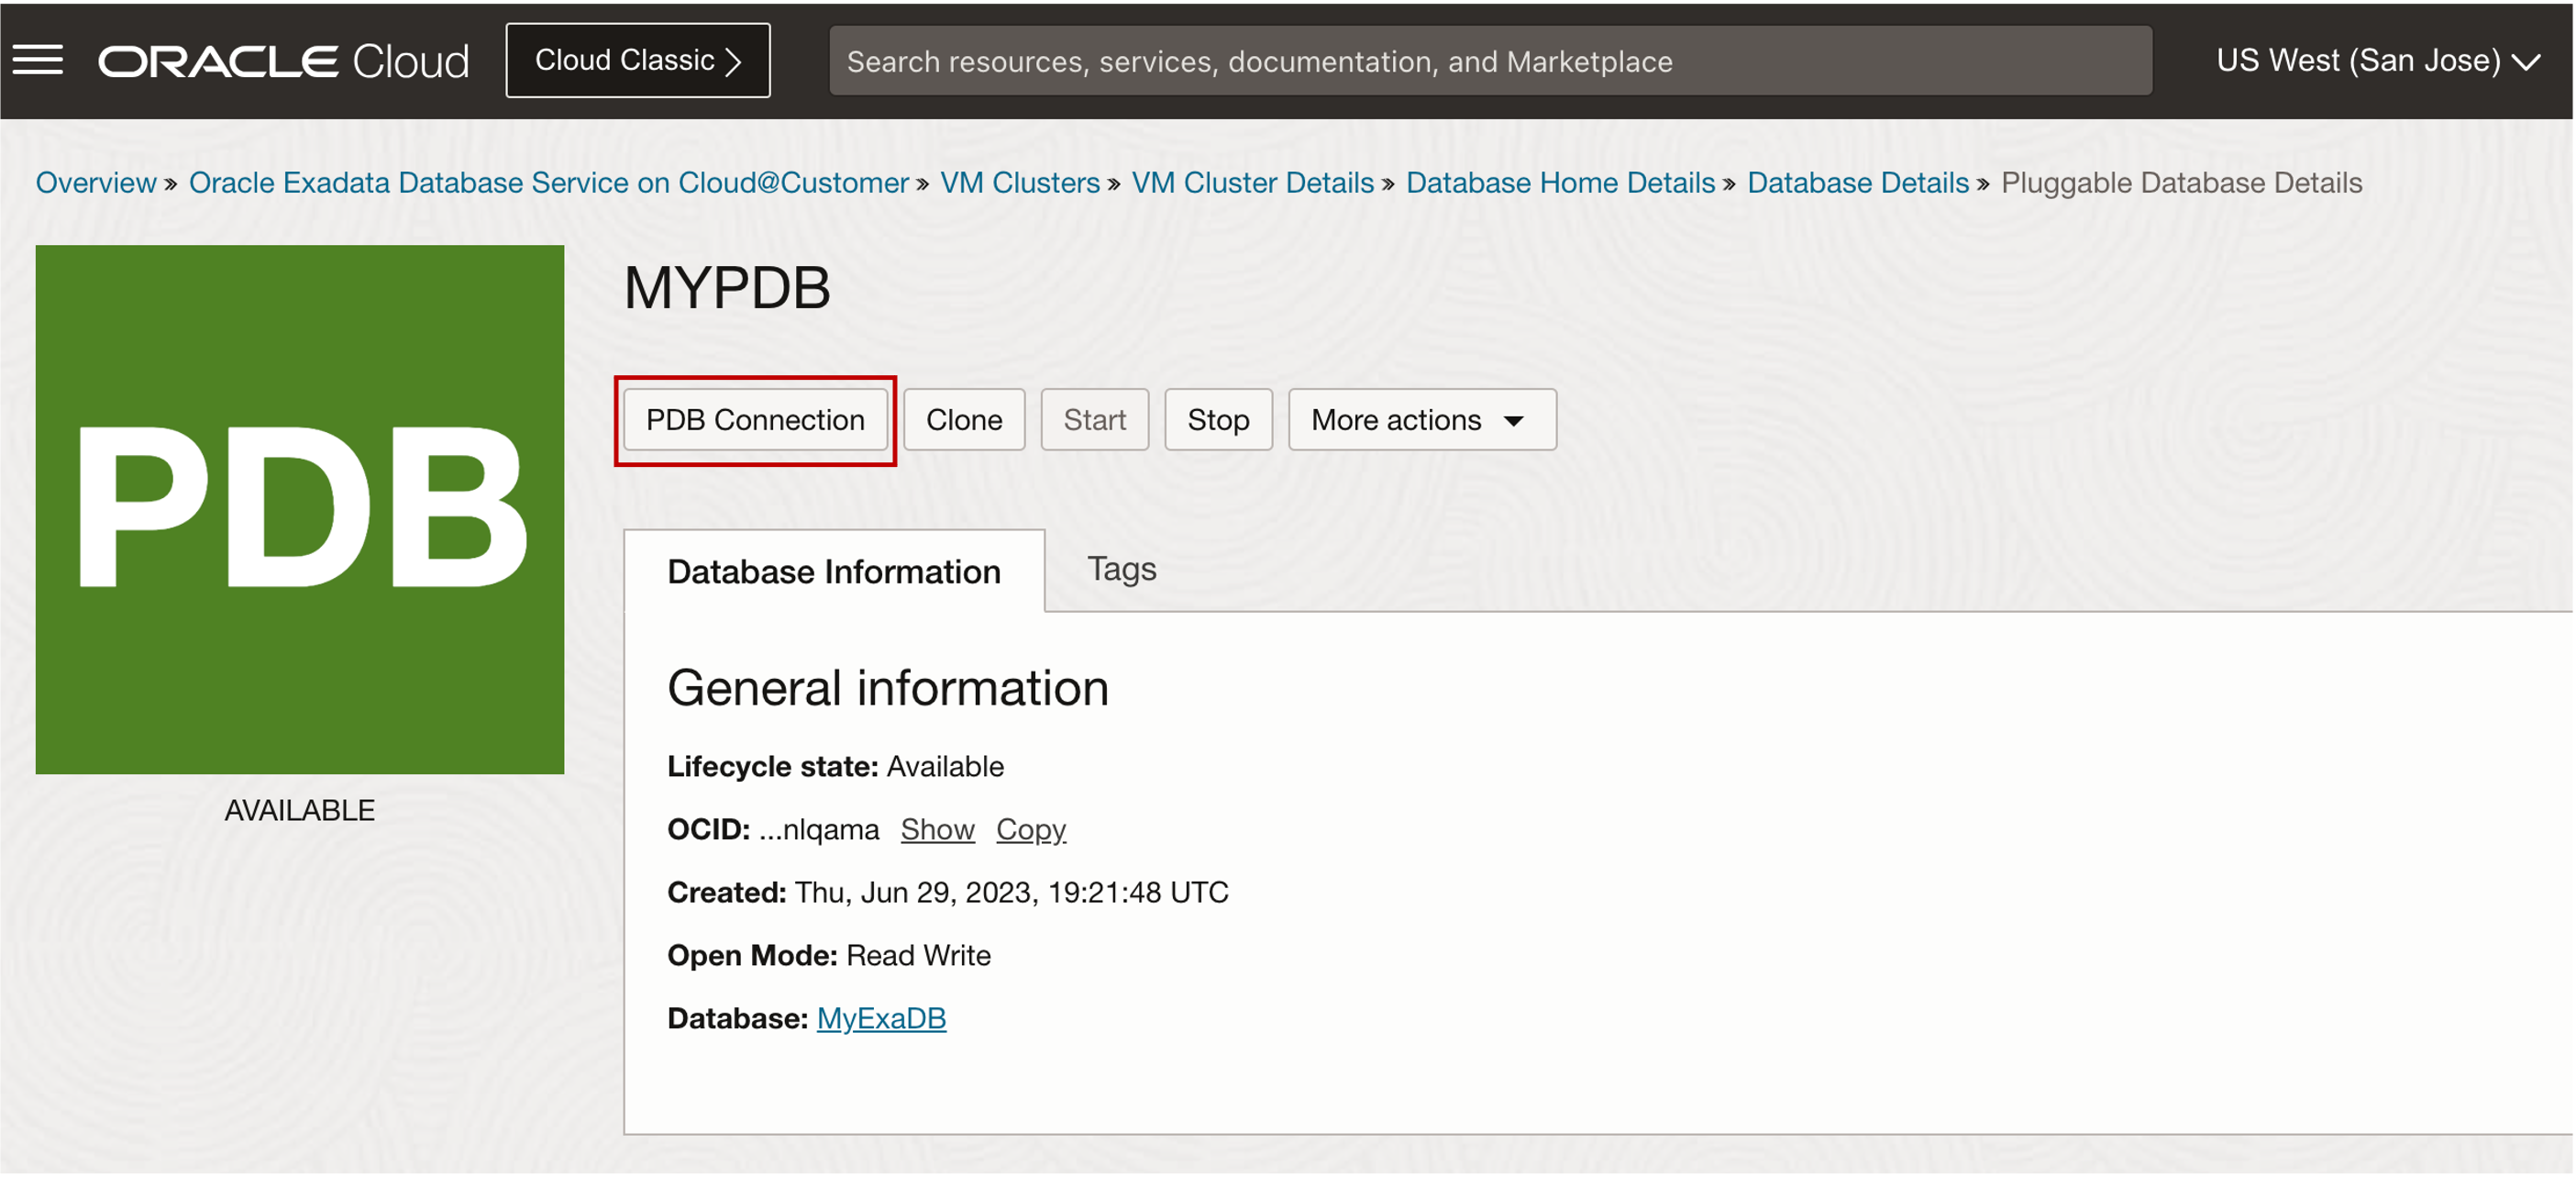 ORACLE Cloud Cloud Classic > Search resources, services, documentation, and Marketplace US West (San Jose)
Overview » Oracle Exadata Database Service on Cloud@Customer » VM Clusters » VM Cluster Details » Database Home Details » Database Details » Pluggable Database Details
PDB
AVAILABLE
MYPDB
PDB Connection Clone Start Stop More actions
Database Information Tags
General information
Lifecycle state: Available
OCID: ...nlqama Show Copy
Created: Thu, Jun 29, 2023, 19:21:48 UTC
Open Mode: Read Write
Database: MyExaDB